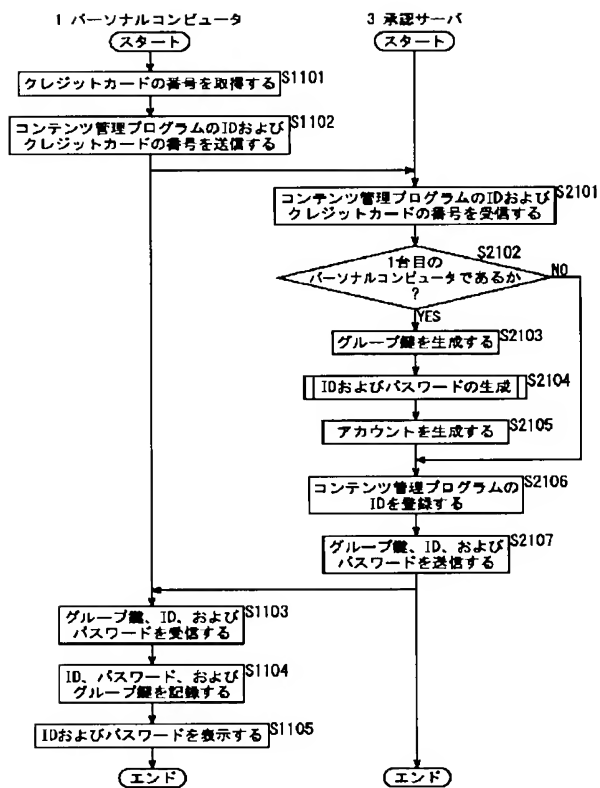 1 パーソナルコンピュータ
3 承認サーバ
スタート
スタート
クレジットカードの番号を取得する
S1101
コンテンツ管理プログラムのIDおよび
クレジットカードの番号を送信する
S1102
コンテンツ管理プログラムのIDおよび
クレジットカードの番号を受信する
S2101
S2102
1台目の
パーソナルコンピュータであるか
?
NO
YES
グループ鍵を生成する
S2103
IDおよびパスワードの生成
S2104
アカウントを生成する
S2105
コンテンツ管理プログラムの
IDを登録する
S2106
グループ鍵、ID、および
パスワードを送信する
S2107
グループ鍵、ID、および
パスワードを受信する
S1103
ID、パスワード、および
グループ鍵を記録する
S1104
IDおよびパスワードを表示する
S1105
エンド
エンド